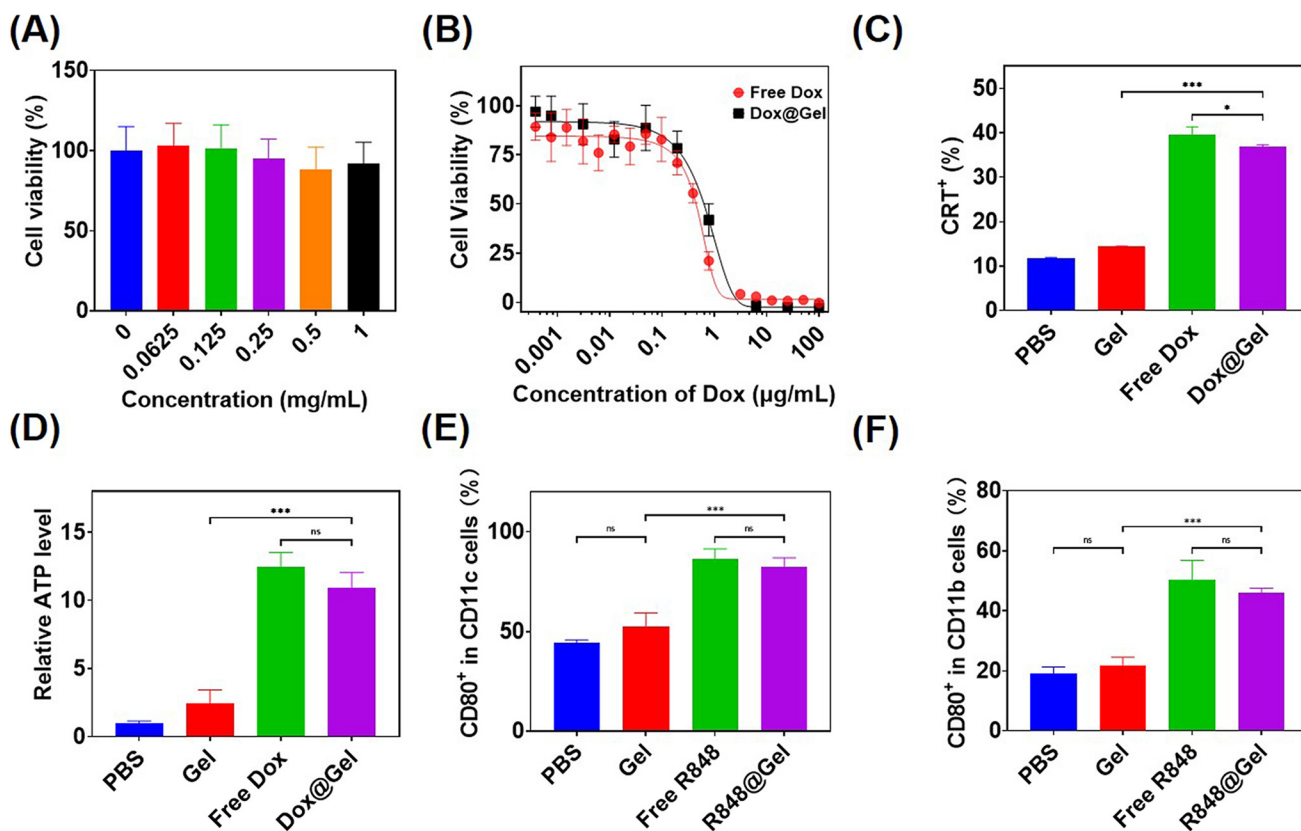 (A)
Cell viability (%)
150
100
50
0
0
0.0625
0.125
0.25
0.5
1
Concentration (mg/mL)
(B)
Cell Viability (%)
100
75
50
25
0
Free Dox
Dox@Gel
0.001
0.01
0.1
1
10
100
Concentration of Dox (μg/mL)
(C)
CRT⁺ (%)
50
40
30
20
10
0
***
*
PBS
Gel
Free Dox
Dox@Gel
(D)
Relative ATP level
15
10
5
0
***
ns
PBS
Gel
Free Dox
Dox@Gel
(E)
CD80⁺ in CD11c cells (%)
100
50
0
ns
***
ns
PBS
Gel
Free R848
R848@Gel
(F)
CD80⁺ in CD11b cells (%)
80
60
40
20
0
ns
***
ns
PBS
Gel
Free R848
R848@Gel